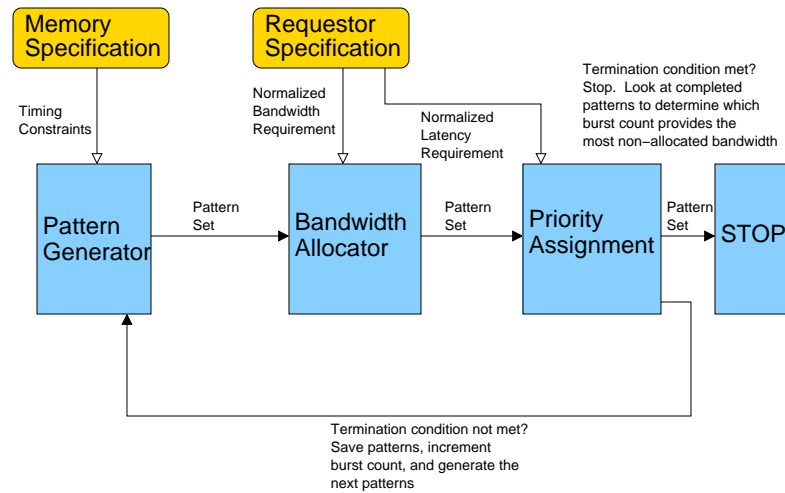 Memory
Specification
Requestor
Specification
Termination condition met?
Stop.  Look at completed
patterns to determine which
burst count provides the
most non−allocated bandwidth
Timing
Constraints
Normalized
Bandwidth
Requirement
Normalized
Latency
Requirement
Pattern
Generator
Pattern
Set
Bandwidth
Allocator
Pattern
Set
Priority
Assignment
Pattern
Set
STOP
Termination condition not met?
Save patterns, increment
burst count, and generate the
next patterns